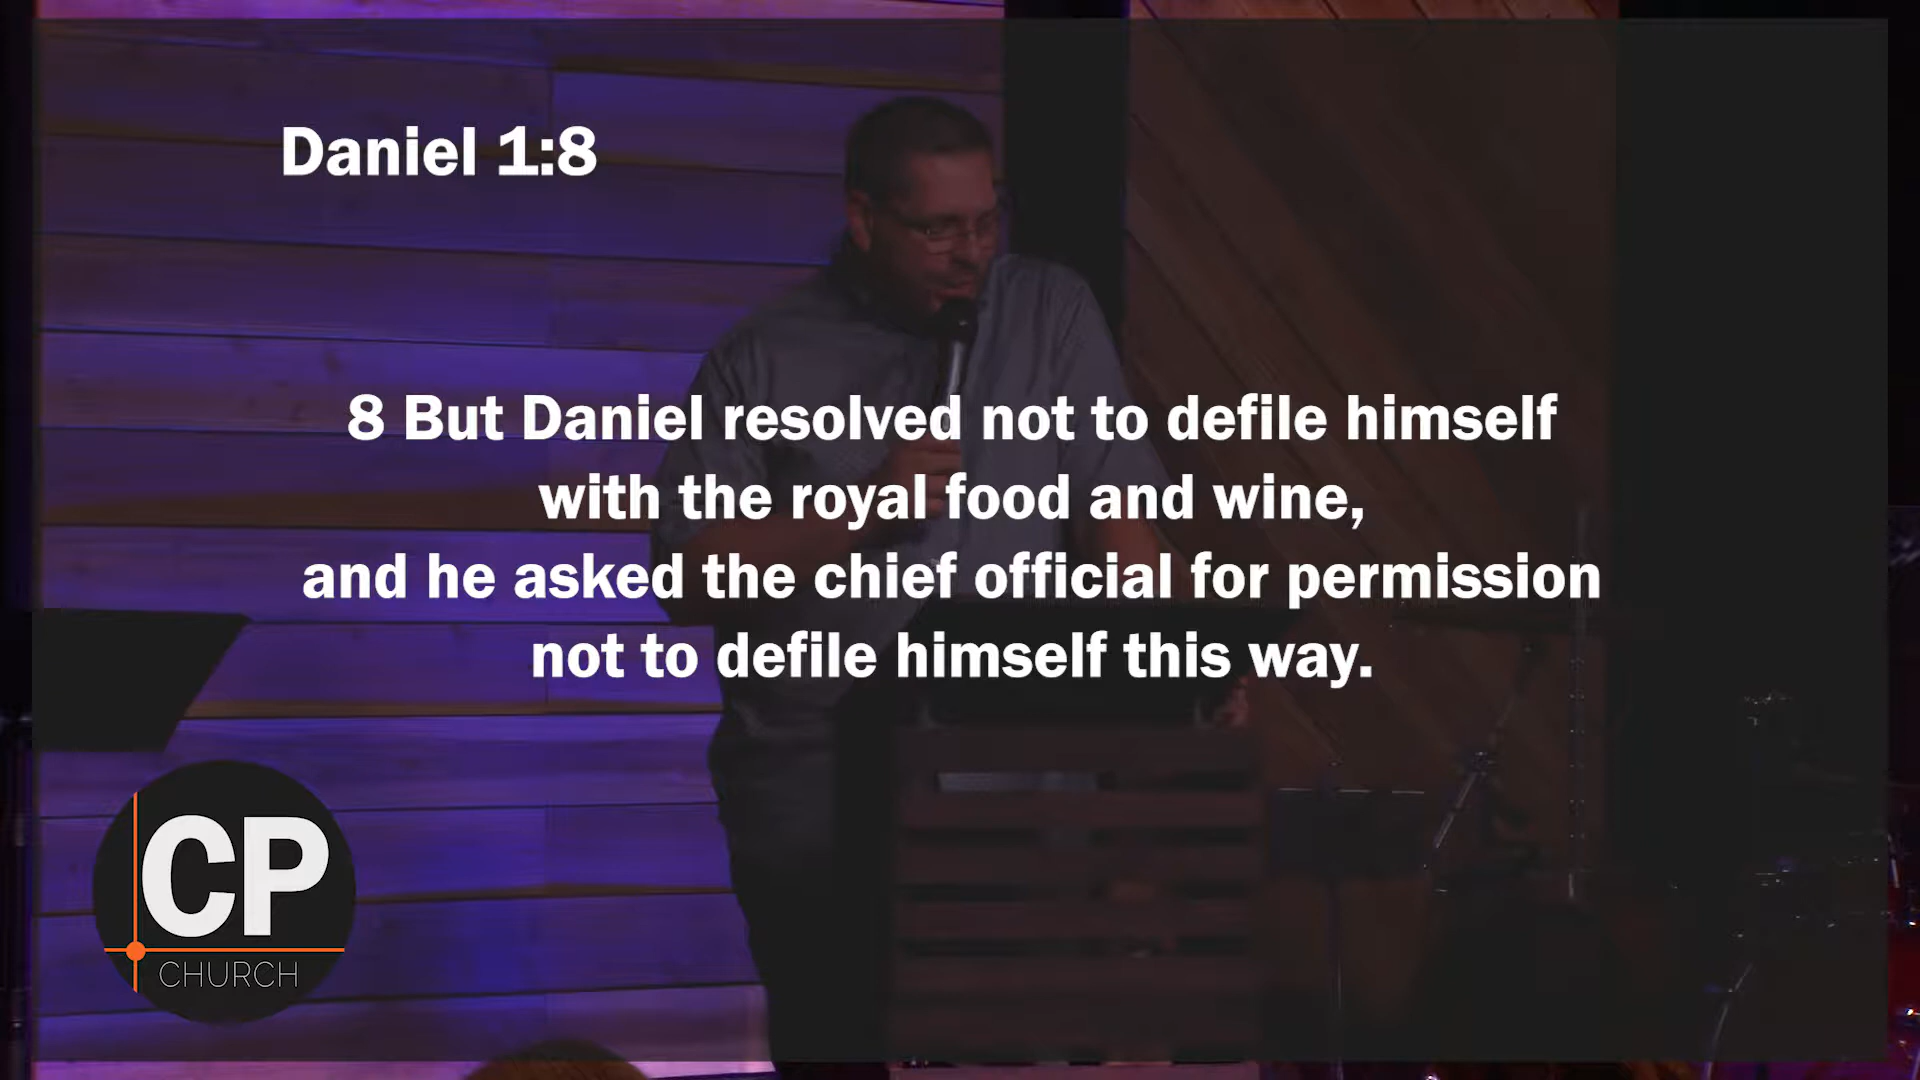 Daniel 1:8
8 But Daniel resolved not to defile himself
with the royal food and wine,
and he asked the chief official for permission
not to defile himself this way.
CP
CHURCH